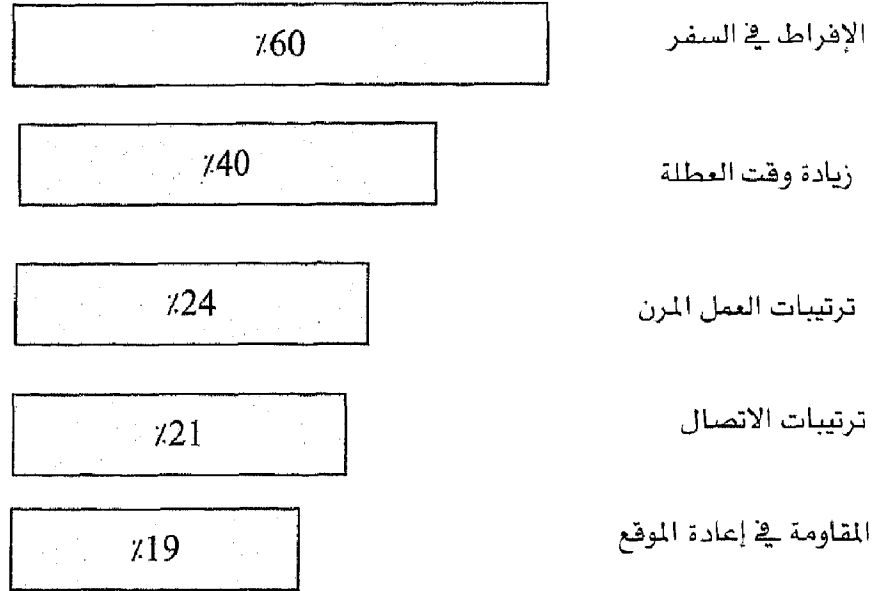 الإفراط في السفر
٪60
زيادة وقت العطلة
٪40
ترتيبات العمل المرن
٪24
ترتيبات الاتصال
٪21
المقاومة في إعادة الموقع
٪19